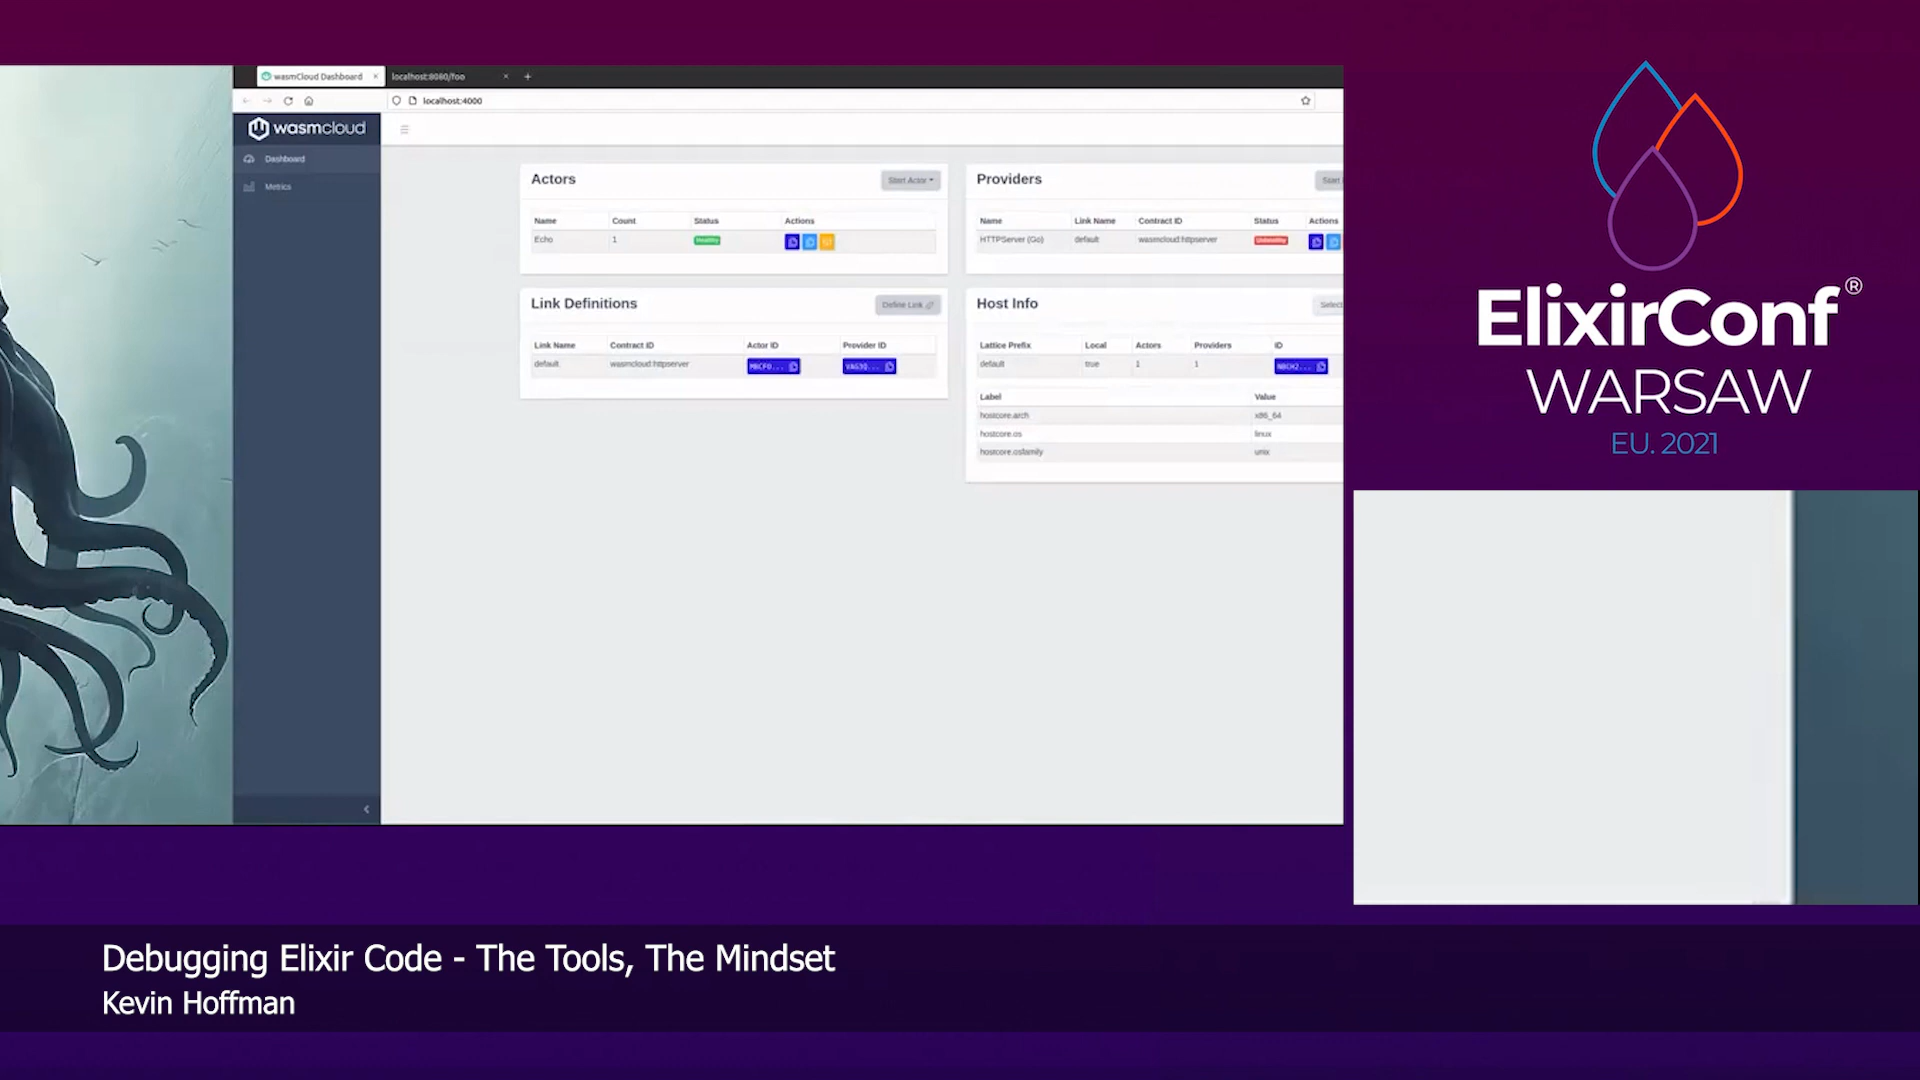 wasmCloud Dashboard
localhost:8080/foo
localhost:4000
wasmcloud
Dashboard
Metrics
Actors
Start Actor
Name Count Status Actions
Echo 1 Healthy
Providers
Start
Name Link Name Contract ID Status Actions
HTTPServer (Go) default wasmcloud:httpserver Unhealthy
Link Definitions
Define Link
Link Name Contract ID Actor ID Provider ID
default wasmcloud:httpserver
Host Info
Select
Lattice Prefix Local Actors Providers ID
default true 1 1
Label Value
hostcore.arch x86_64
hostcore.os linux
hostcore.osfamily unix
ElixirConf®
WARSAW
EU. 2021
Debugging Elixir Code - The Tools, The Mindset
Kevin Hoffman